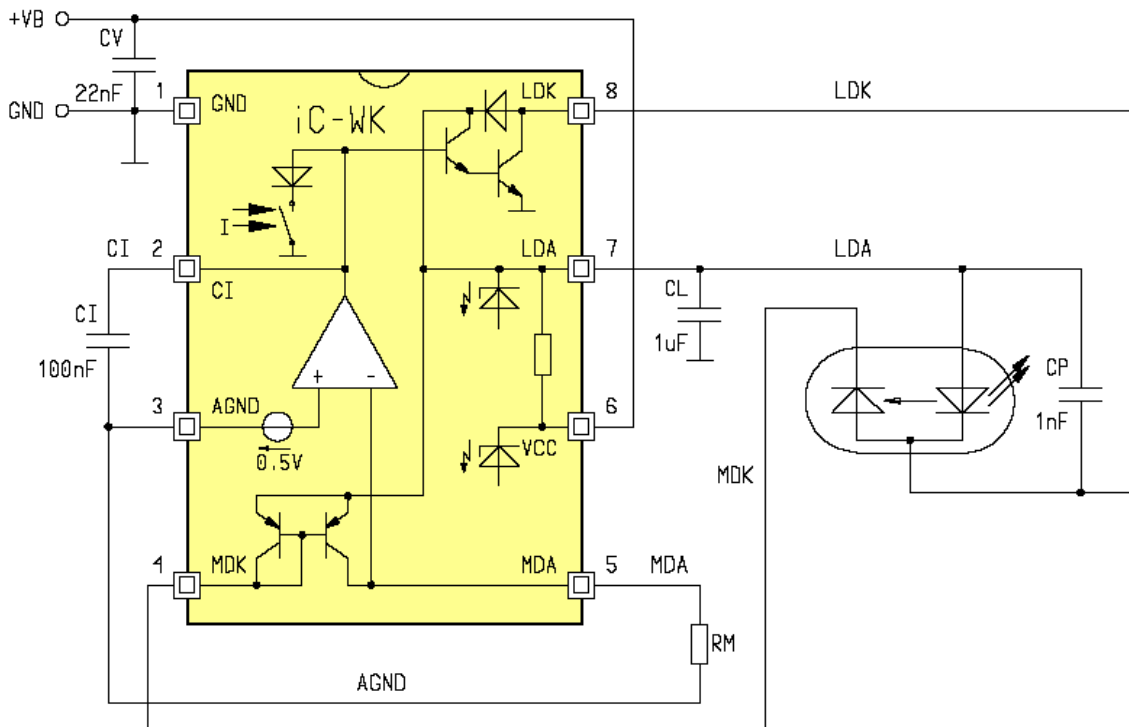 +VB
CV
22nF
GND
1
GND
iC-WK
LDK
8
LDK
I
CI
2
CI
LDA
7
LDA
CI
100nF
CL
1uF
3
AGND
+
-
0.5V
VCC
6
CP
1nF
MDK
4
MDK
MDA
5
MDA
RM
AGND